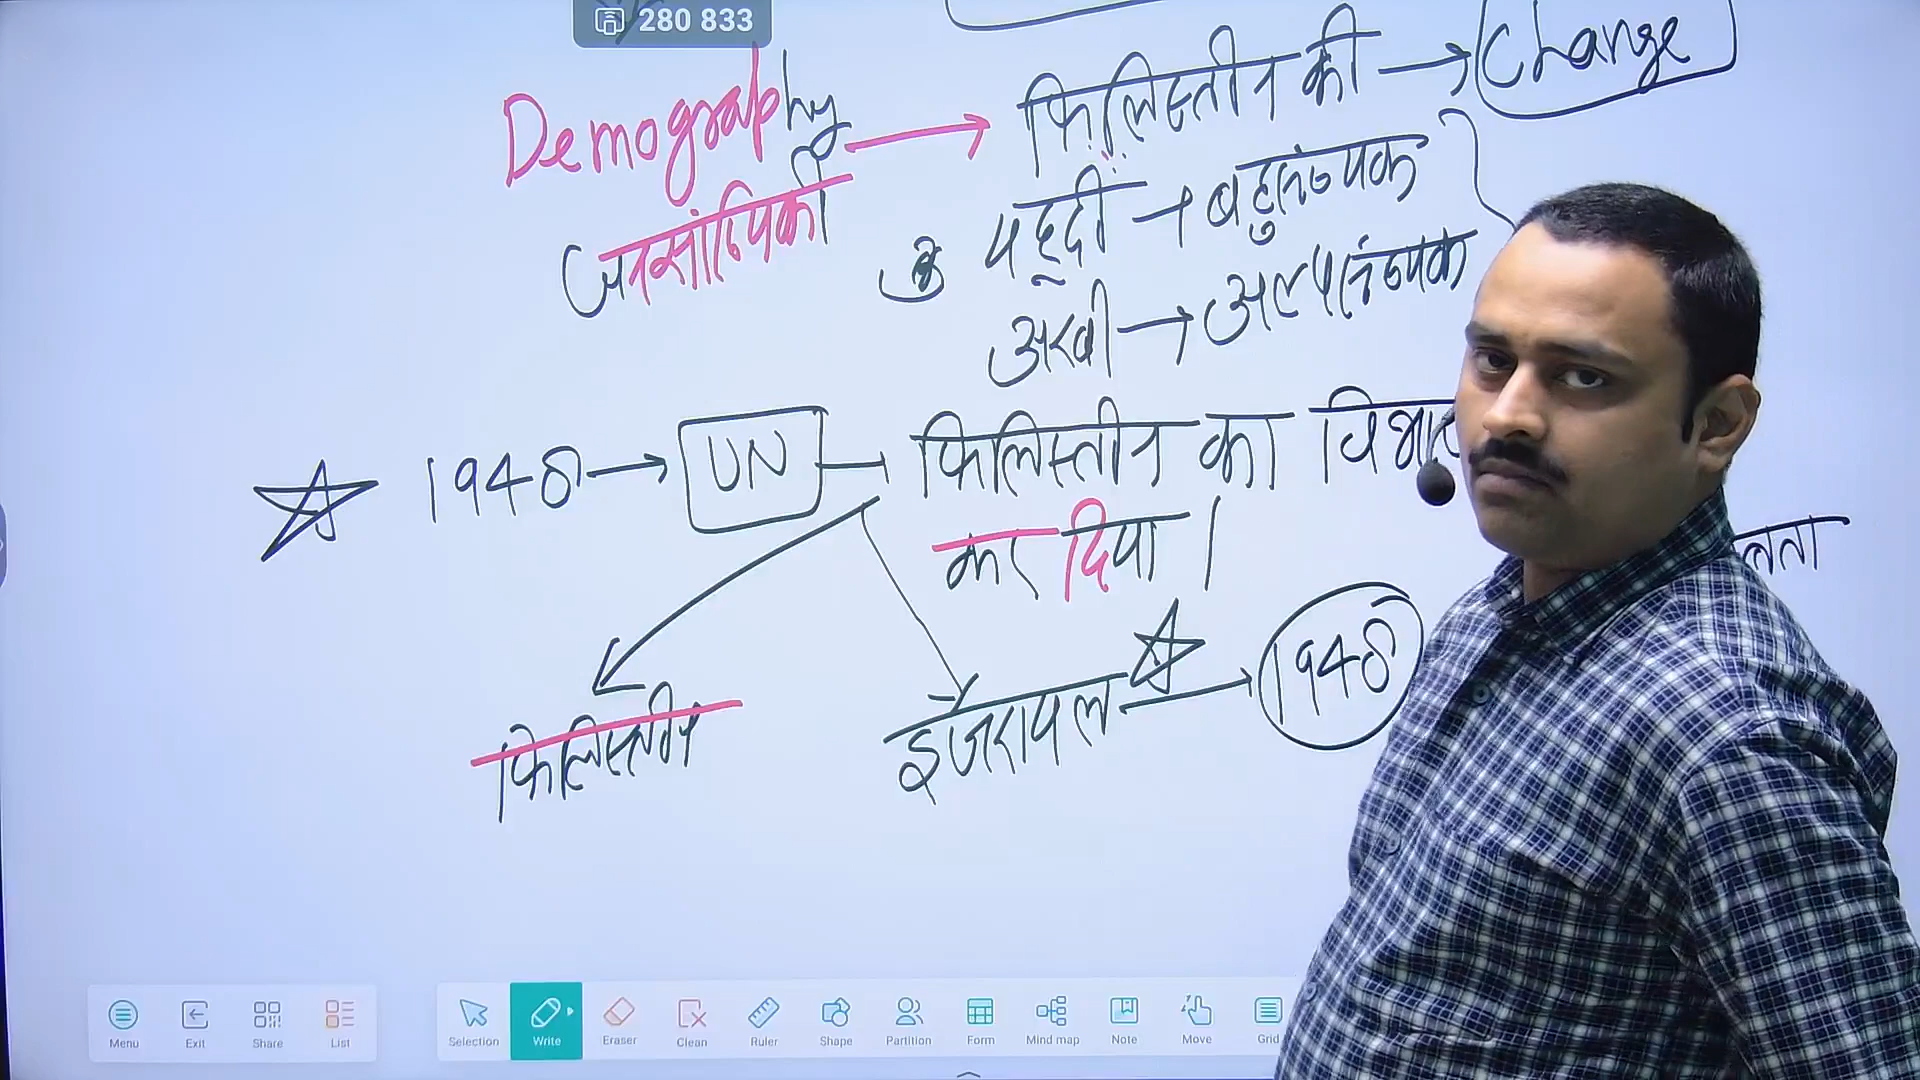 280 833
Demography → फिलिस्तीन की → Change
जनसांख्यिकी
यहूदी → बहुसंख्यक
अरबी → अल्पसंख्यक
1948 → UN → फिलिस्तीन का
कर दिया।
फिलिस्तीन
इजरायल → 1948
Menu Exit Share List Selection Write Eraser Clean Ruler Shape Partition Form Mind map Note Move Grid